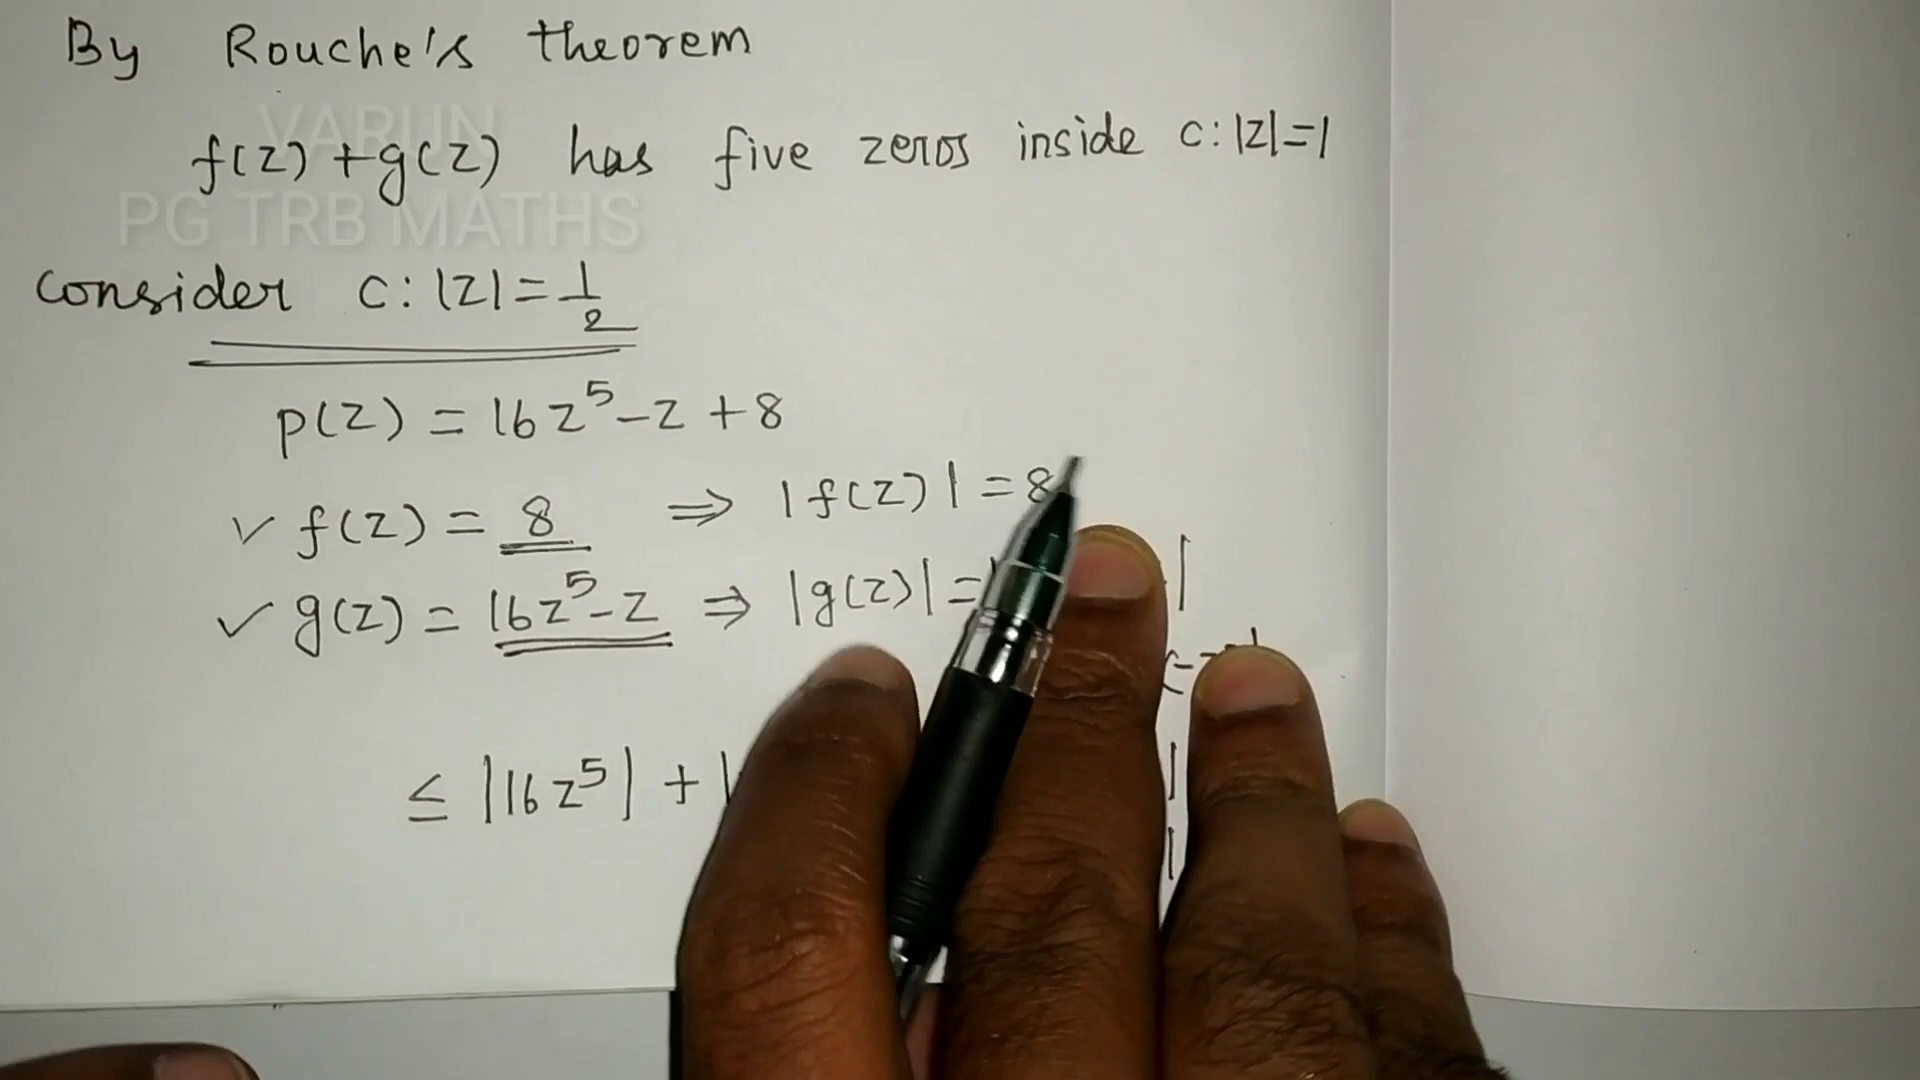 By Rouche's theorem
VARUN
f(z) + g(z) has five zeros inside c: |z| = 1
PG TRB MATHS
Consider c: |z| = 1/2
p(z) = 16z⁵ - z + 8
✓ f(z) = 8 ⇒ |f(z)| = 8
✓ g(z) = 16z⁵ - z ⇒ |g(z)| = | |
≤ |16z⁵| + |